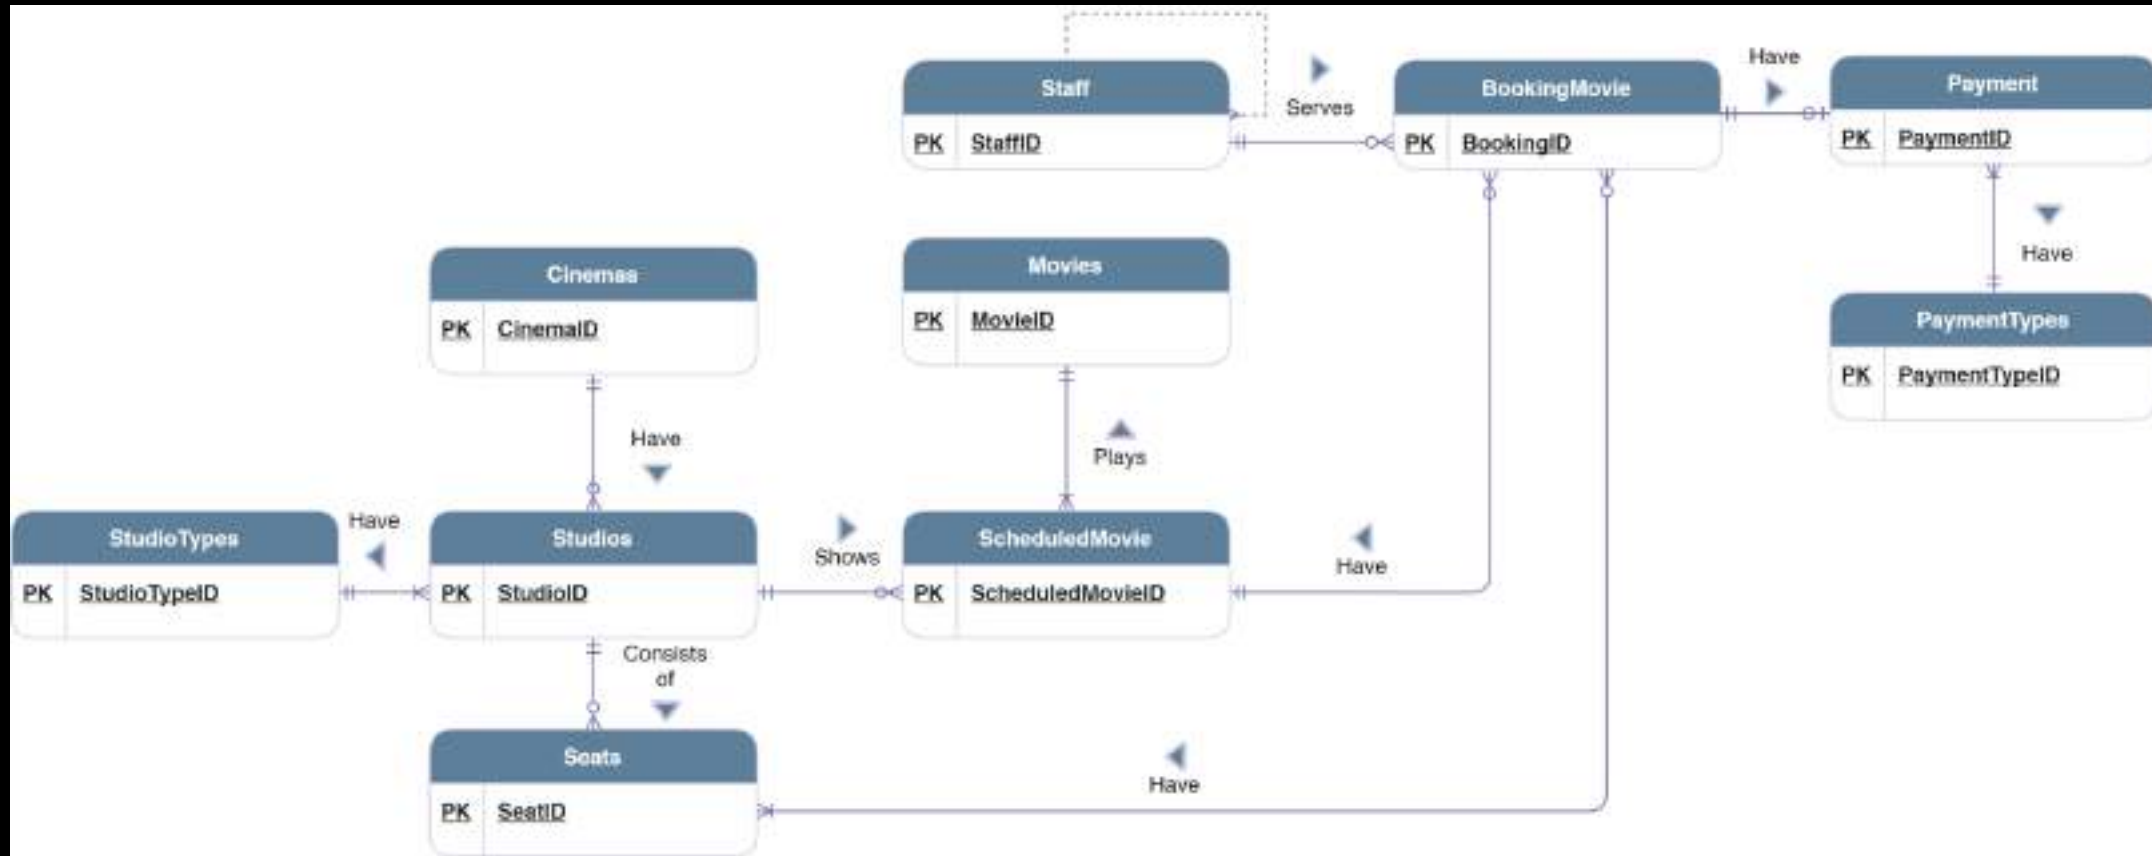 Staff
PK StaffID
Serves
BookingMovie
PK BookingID
Have
Payment
PK PaymentID
Have
PaymentTypes
PK PaymentTypeID
Cinemas
PK CinemaID
Movies
PK MovieID
Have
Plays
StudioTypes
PK StudioTypeID
Have
Studios
PK StudioID
Shows
ScheduledMovie
PK ScheduledMovieID
Have
Consists
of
Seats
PK SeatID
Have